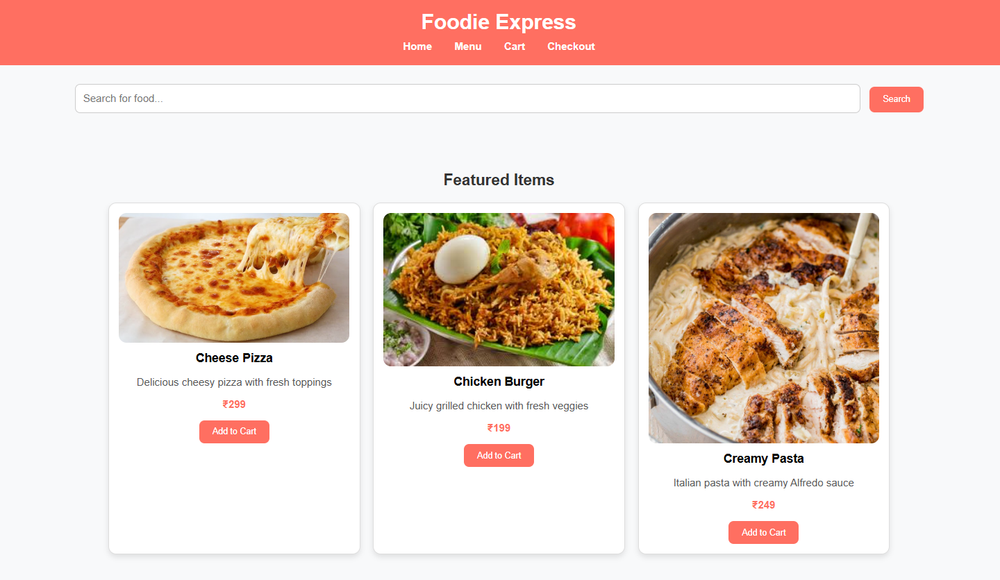 Foodie Express
Home Menu Cart Checkout
Search for food...
Search
Featured Items
Cheese Pizza
Delicious cheesy pizza with fresh toppings
₹299
Add to Cart
Chicken Burger
Juicy grilled chicken with fresh veggies
₹199
Add to Cart
Creamy Pasta
Italian pasta with creamy Alfredo sauce
₹249
Add to Cart